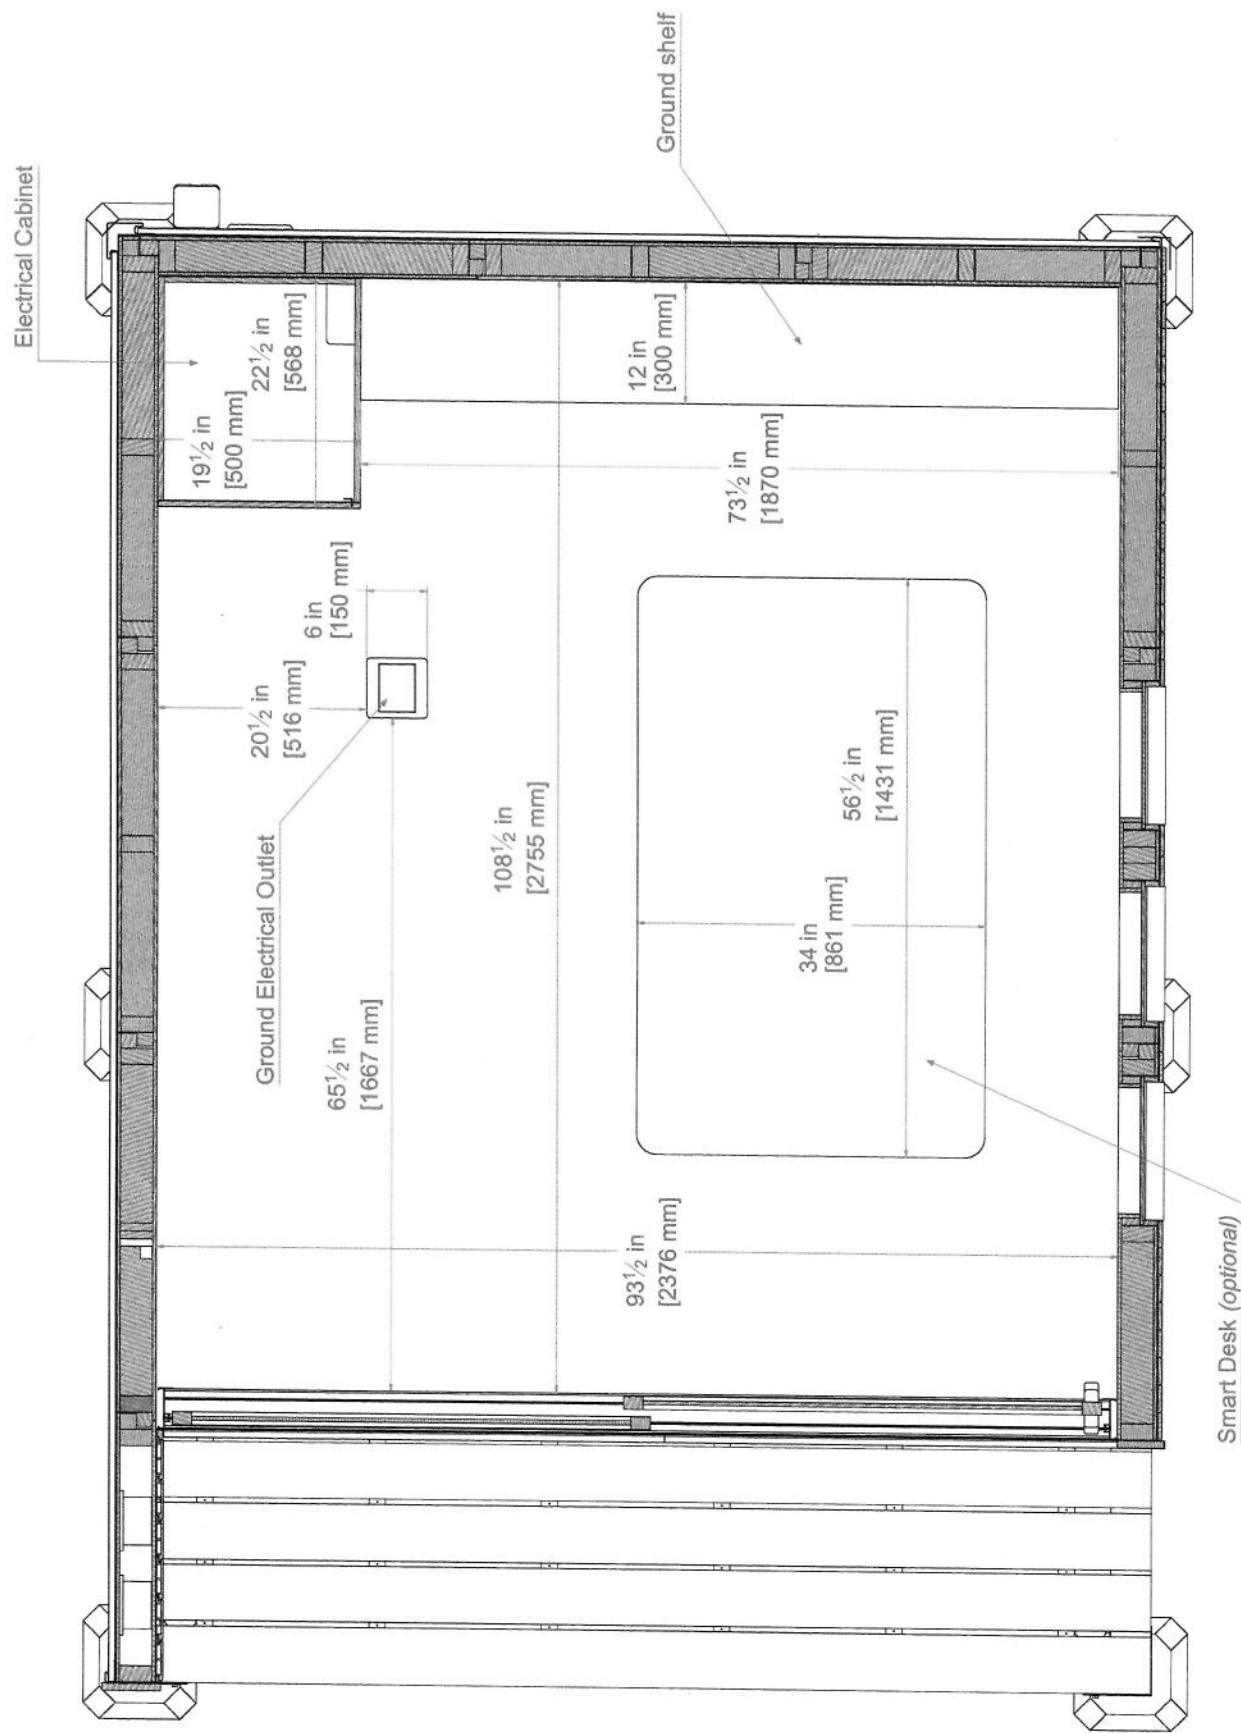 Electrical Cabinet
Ground shelf
19½ in
[500 mm]
22½ in
[568 mm]
12 in
[300 mm]
73½ in
[1870 mm]
6 in
[150 mm]
20½ in
[516 mm]
Ground Electrical Outlet
65½ in
[1667 mm]
108½ in
[2755 mm]
56½ in
[1431 mm]
34 in
[861 mm]
93½ in
[2376 mm]
Smart Desk (optional)